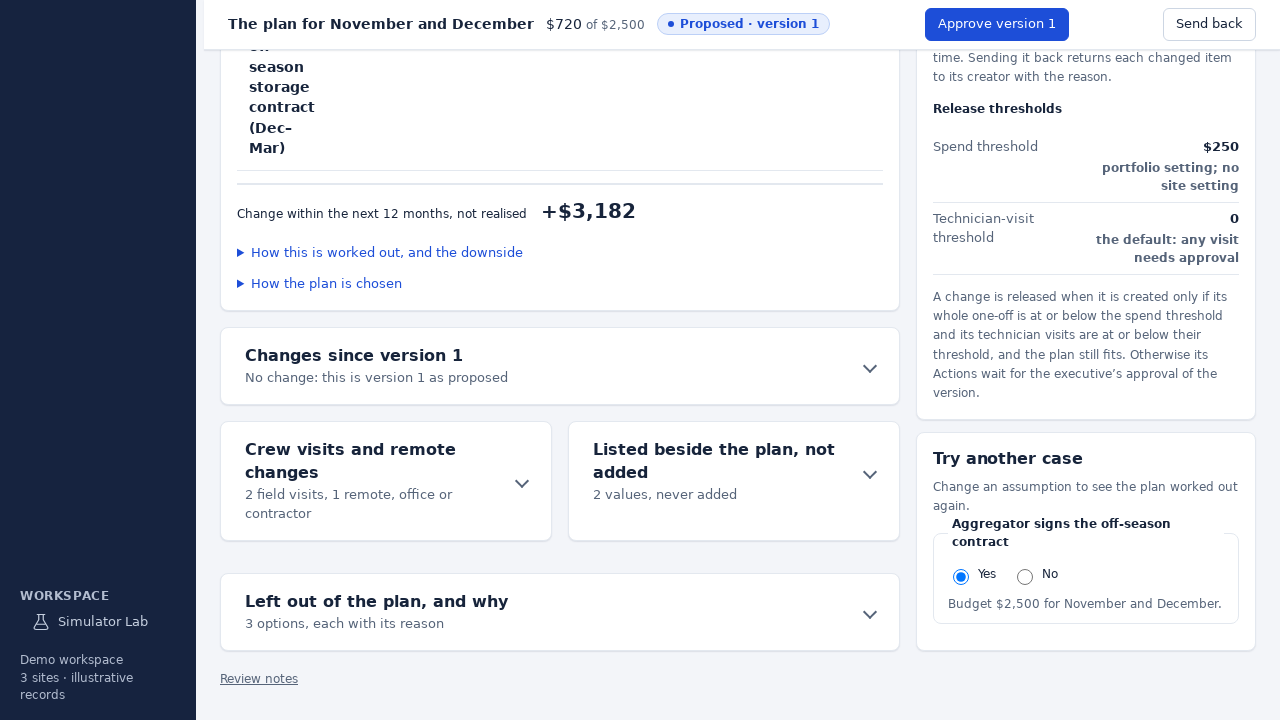 The plan for November and December $720 of $2,500 Proposed · version 1 Approve version 1 Send back
season
storage
contract
(Dec–
Mar)
Change within the next 12 months, not realised +$3,182
How this is worked out, and the downside
How the plan is chosen
Changes since version 1
No change: this is version 1 as proposed
Crew visits and remote
changes
2 field visits, 1 remote, office or
contractor
Listed beside the plan, not
added
2 values, never added
Left out of the plan, and why
3 options, each with its reason
Review notes
time. Sending it back returns each changed item
to its creator with the reason.
Release thresholds
Spend threshold $250
portfolio setting; no
site setting
Technician-visit 0
threshold
the default: any visit
needs approval
A change is released when it is created only if its
whole one-off is at or below the spend threshold
and its technician visits are at or below their
threshold, and the plan still fits. Otherwise its
Actions wait for the executive’s approval of the
version.
Try another case
Change an assumption to see the plan worked out
again.
Aggregator signs the off-season
contract
Yes No
Budget $2,500 for November and December.
WORKSPACE
Simulator Lab
Demo workspace
3 sites · illustrative
records